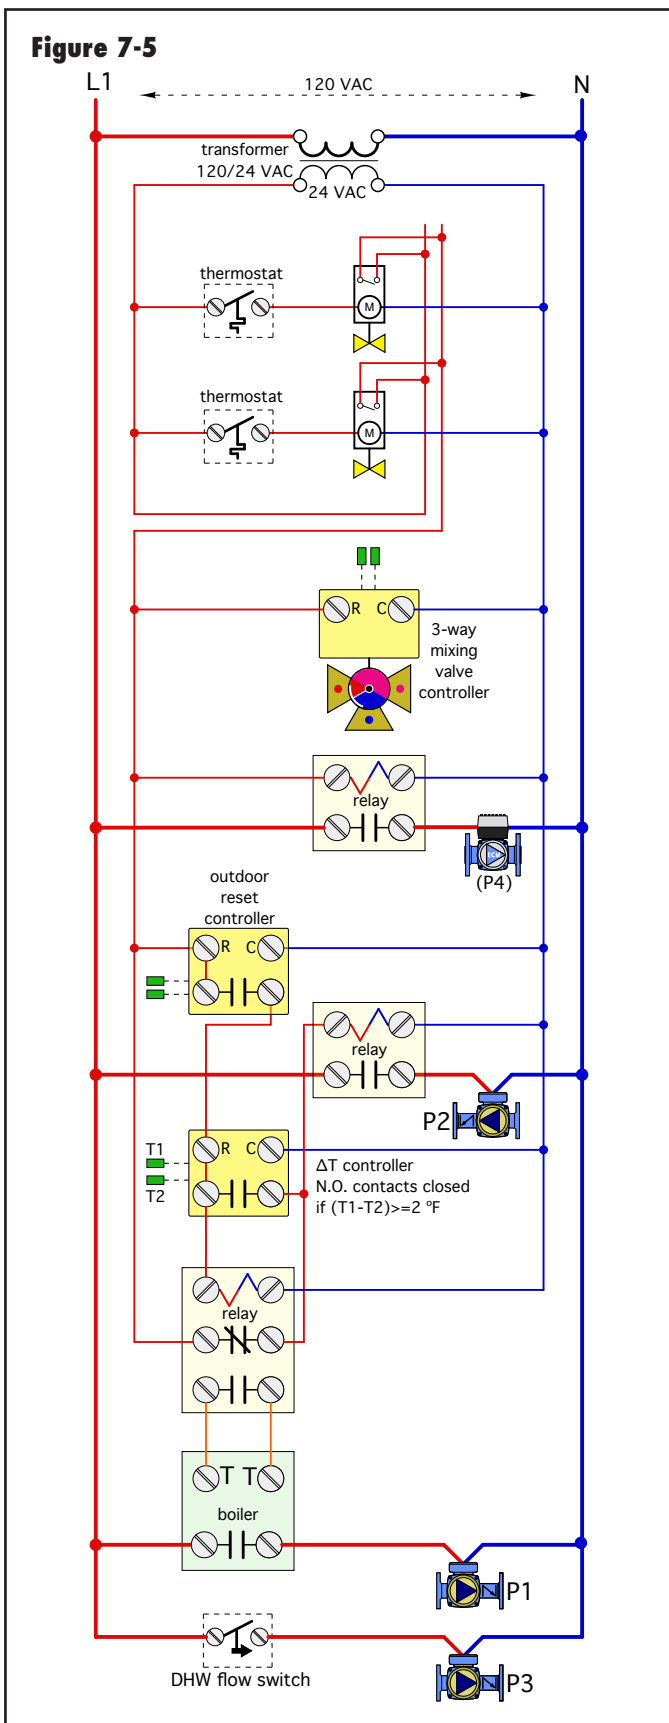 Figure 7-5
L1
120 VAC
N
transformer
120/24 VAC
24 VAC
thermostat
M
thermostat
M
R C
3-way
mixing
valve
controller
relay
(P4)
outdoor
reset
controller
R C
relay
P2
T1
T2
R C
ΔT controller
N.O. contacts closed
if (T1-T2)>=2 ºF
relay
T T
boiler
P1
DHW flow switch
P3